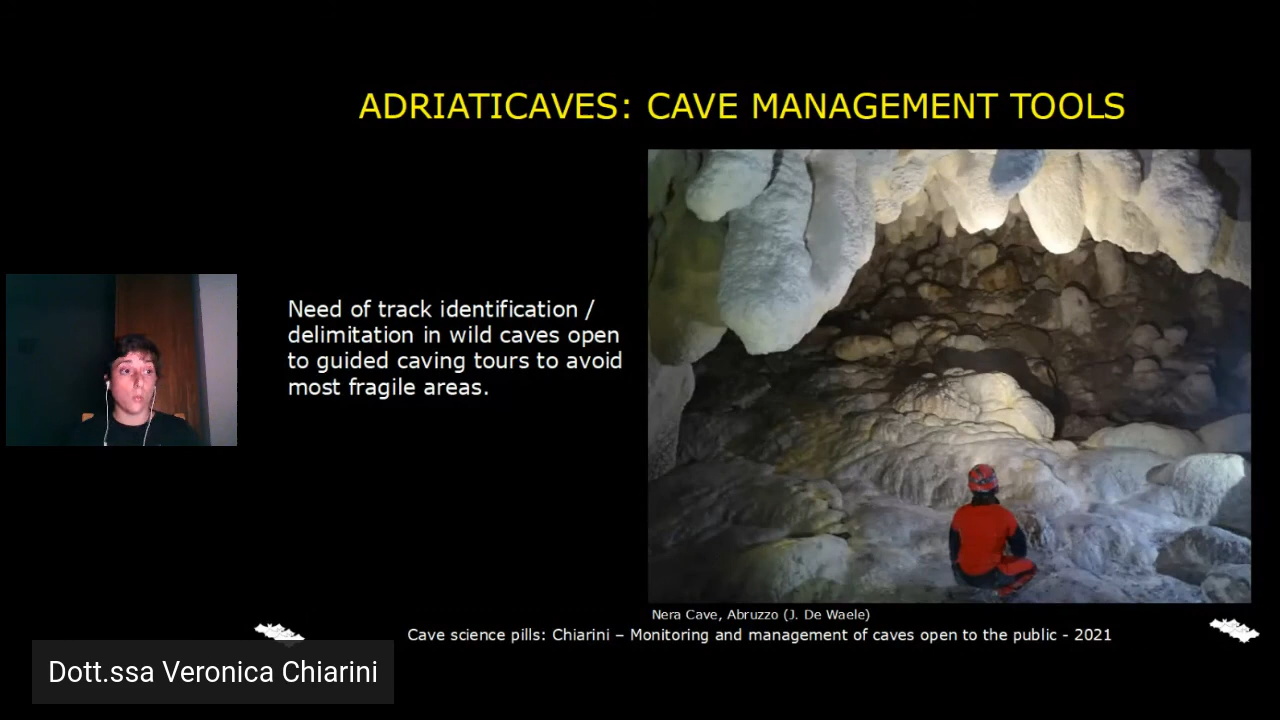 ADRIATICAVES: CAVE MANAGEMENT TOOLS
Need of track identification /
delimitation in wild caves open
to guided caving tours to avoid
most fragile areas.
Nera Cave, Abruzzo (J. De Waele)
Cave science pills: Chiarini – Monitoring and management of caves open to the public - 2021
Dott.ssa Veronica Chiarini